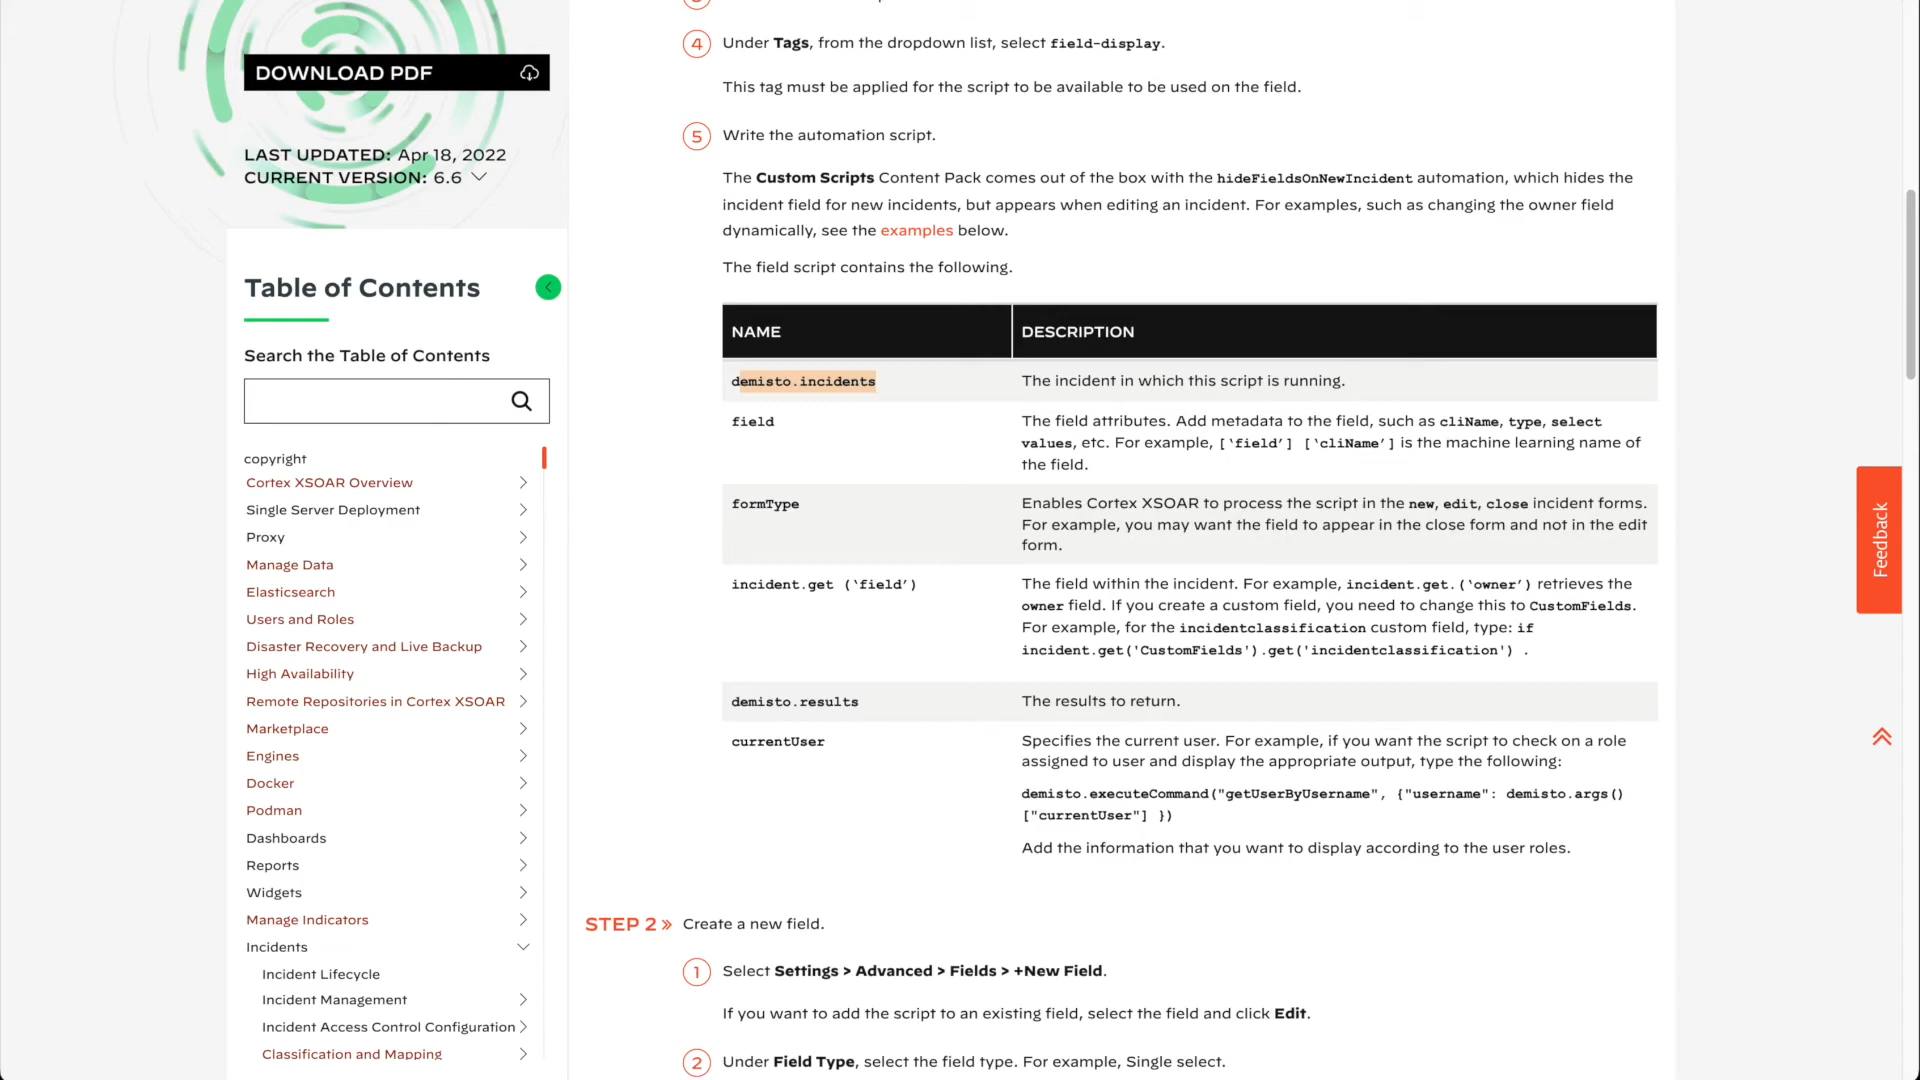 DOWNLOAD PDF
LAST UPDATED: Apr 18, 2022
CURRENT VERSION: 6.6
Table of Contents
Search the Table of Contents
copyright
Cortex XSOAR Overview
Single Server Deployment
Proxy
Manage Data
Elasticsearch
Users and Roles
Disaster Recovery and Live Backup
High Availability
Remote Repositories in Cortex XSOAR
Marketplace
Engines
Docker
Podman
Dashboards
Reports
Widgets
Manage Indicators
Incidents
Incident Lifecycle
Incident Management
Incident Access Control Configuration
Classification and Mapping
4 Under Tags, from the dropdown list, select field-display.
This tag must be applied for the script to be available to be used on the field.
5 Write the automation script.
The Custom Scripts Content Pack comes out of the box with the hideFieldsOnNewIncident automation, which hides the
incident field for new incidents, but appears when editing an incident. For examples, such as changing the owner field
dynamically, see the examples below.
The field script contains the following.
NAME DESCRIPTION
demisto.incidents The incident in which this script is running.
field The field attributes. Add metadata to the field, such as cliName, type, select
values, etc. For example, [‘field’] [‘cliName’] is the machine learning name of
the field.
formType Enables Cortex XSOAR to process the script in the new, edit, close incident forms.
For example, you may want the field to appear in the close form and not in the edit
form.
incident.get (‘field’) The field within the incident. For example, incident.get.(‘owner’) retrieves the
owner field. If you create a custom field, you need to change this to CustomFields.
For example, for the incidentclassification custom field, type: if
incident.get('CustomFields').get('incidentclassification') .
demisto.results The results to return.
currentUser Specifies the current user. For example, if you want the script to check on a role
assigned to user and display the appropriate output, type the following:
demisto.executeCommand("getUserByUsername", {"username": demisto.args()
["currentUser"] })
Add the information that you want to display according to the user roles.
STEP 2 Create a new field.
1 Select Settings > Advanced > Fields > +New Field.
If you want to add the script to an existing field, select the field and click Edit.
2 Under Field Type, select the field type. For example, Single select.
Feedback